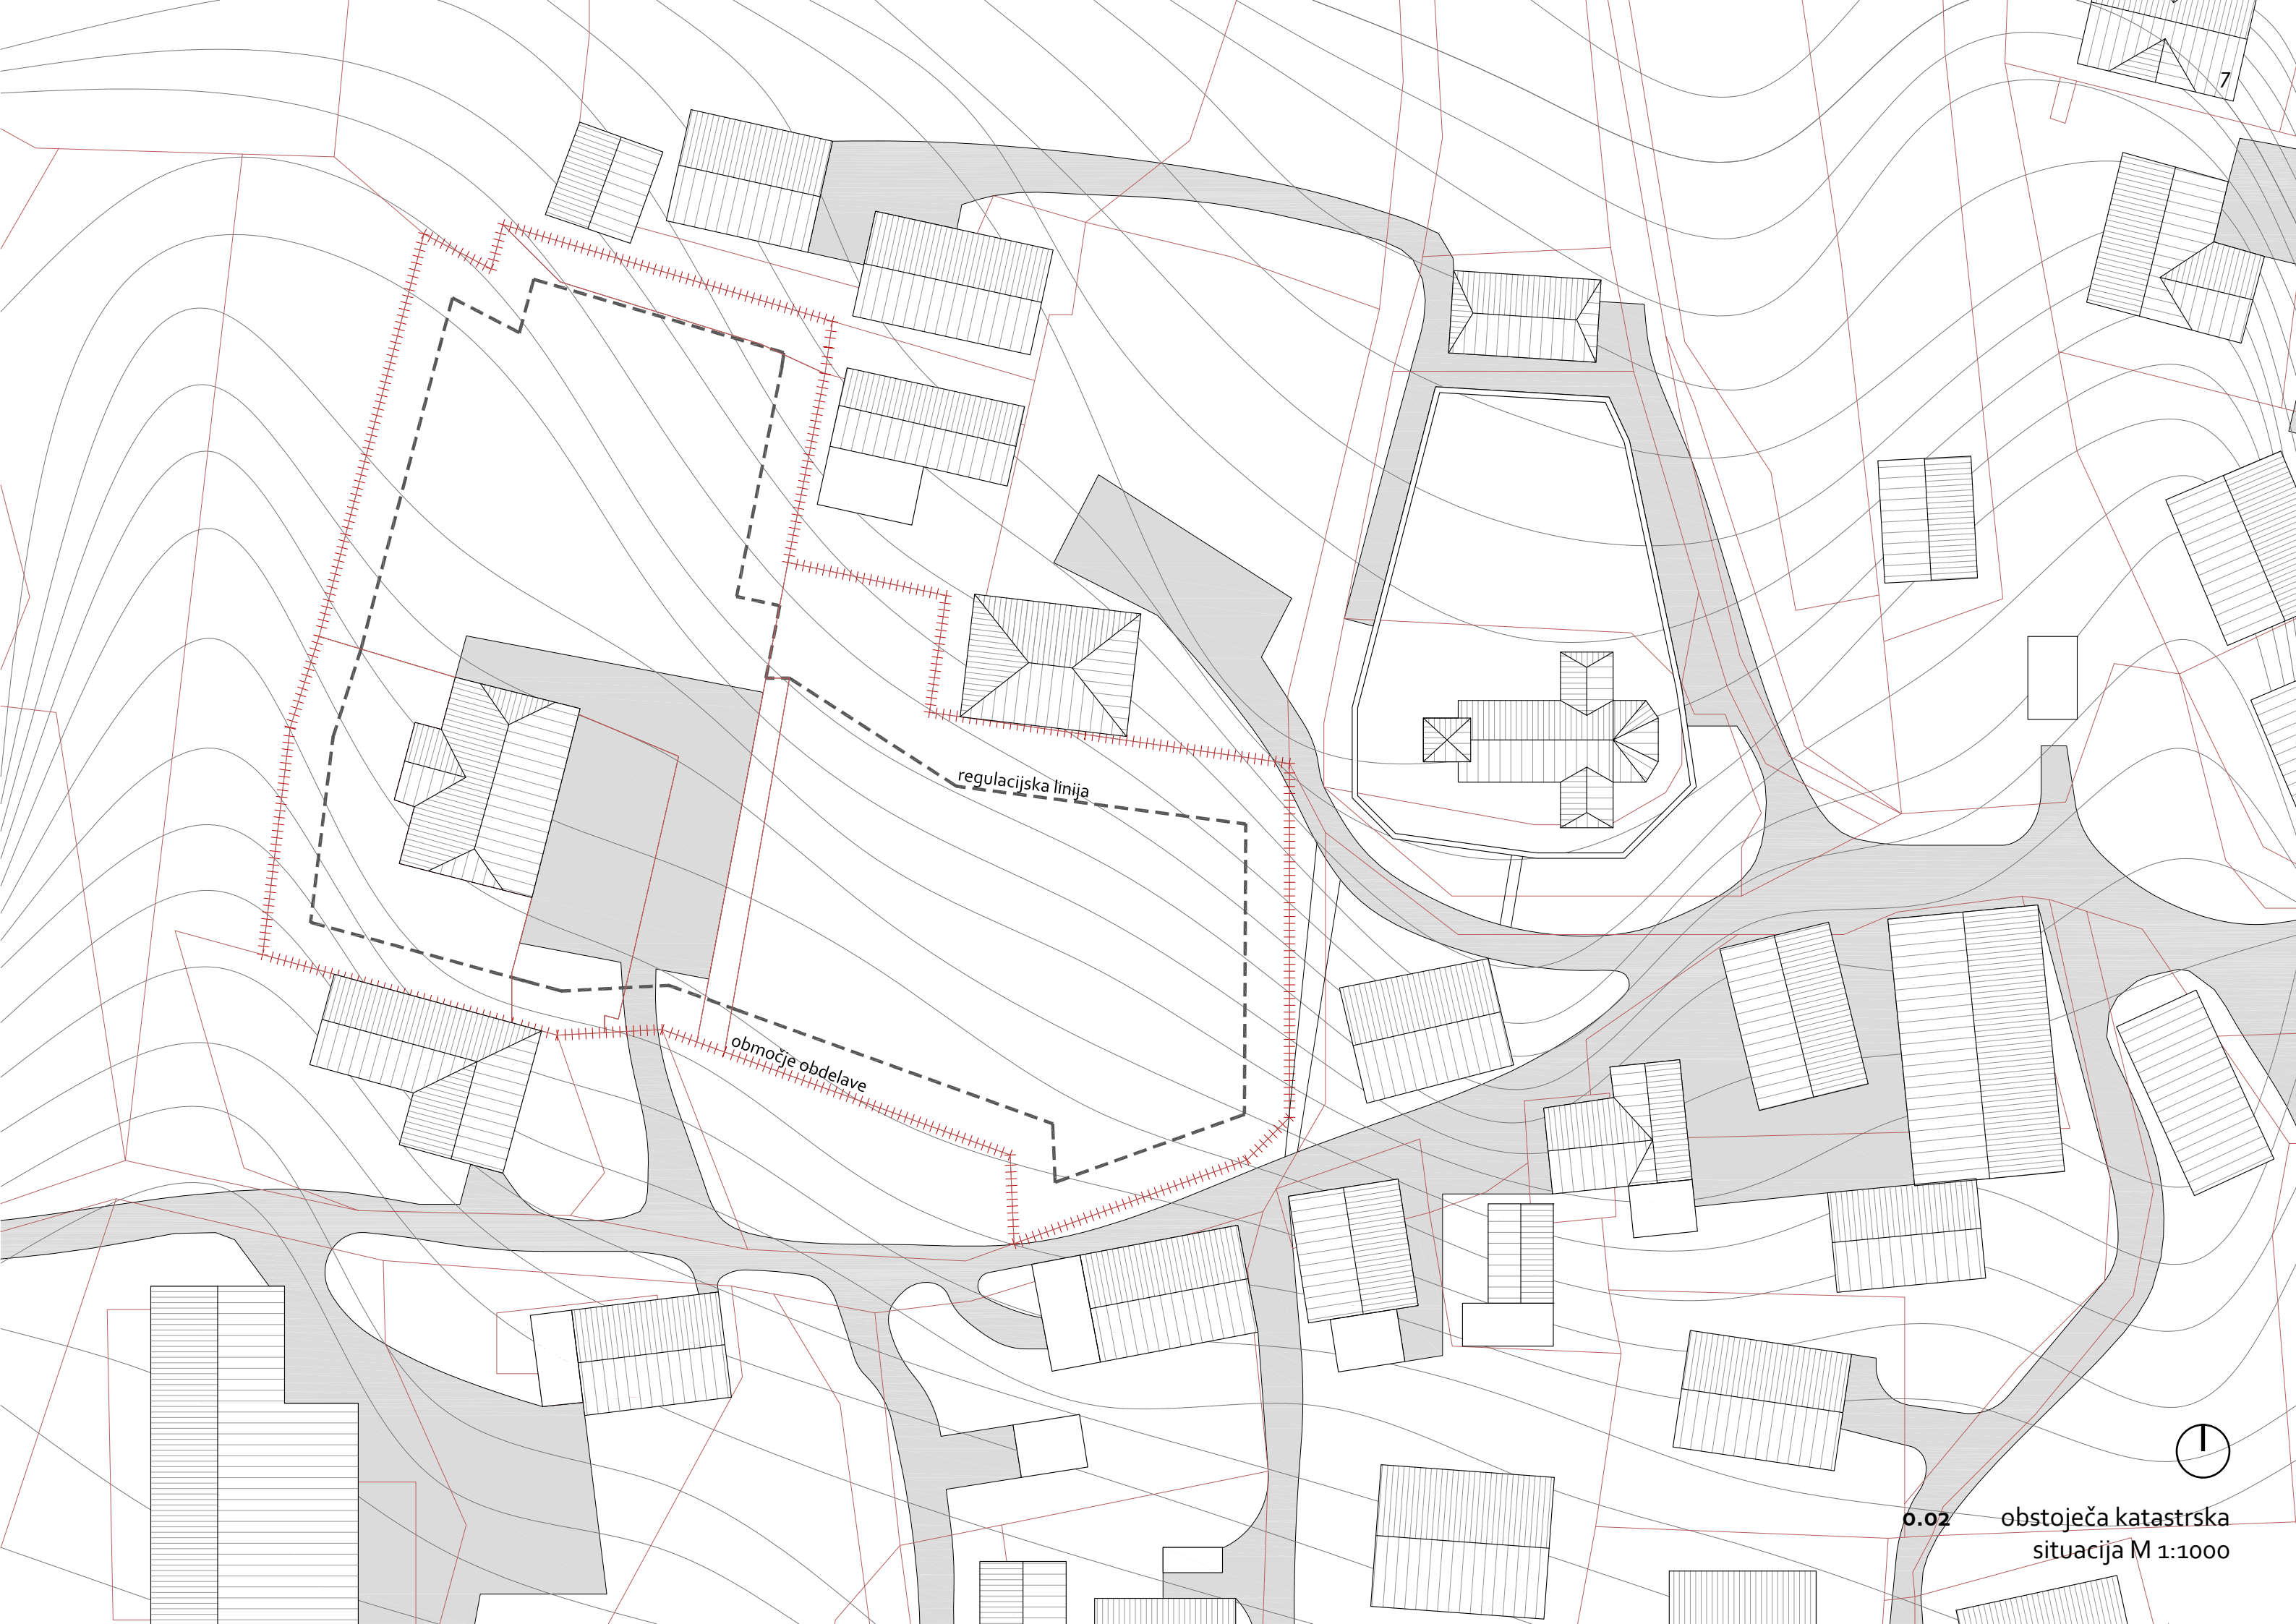 7
regulacijska linija
območje obdelave
0.02 obstoječa katastrska
situacija M 1:1000